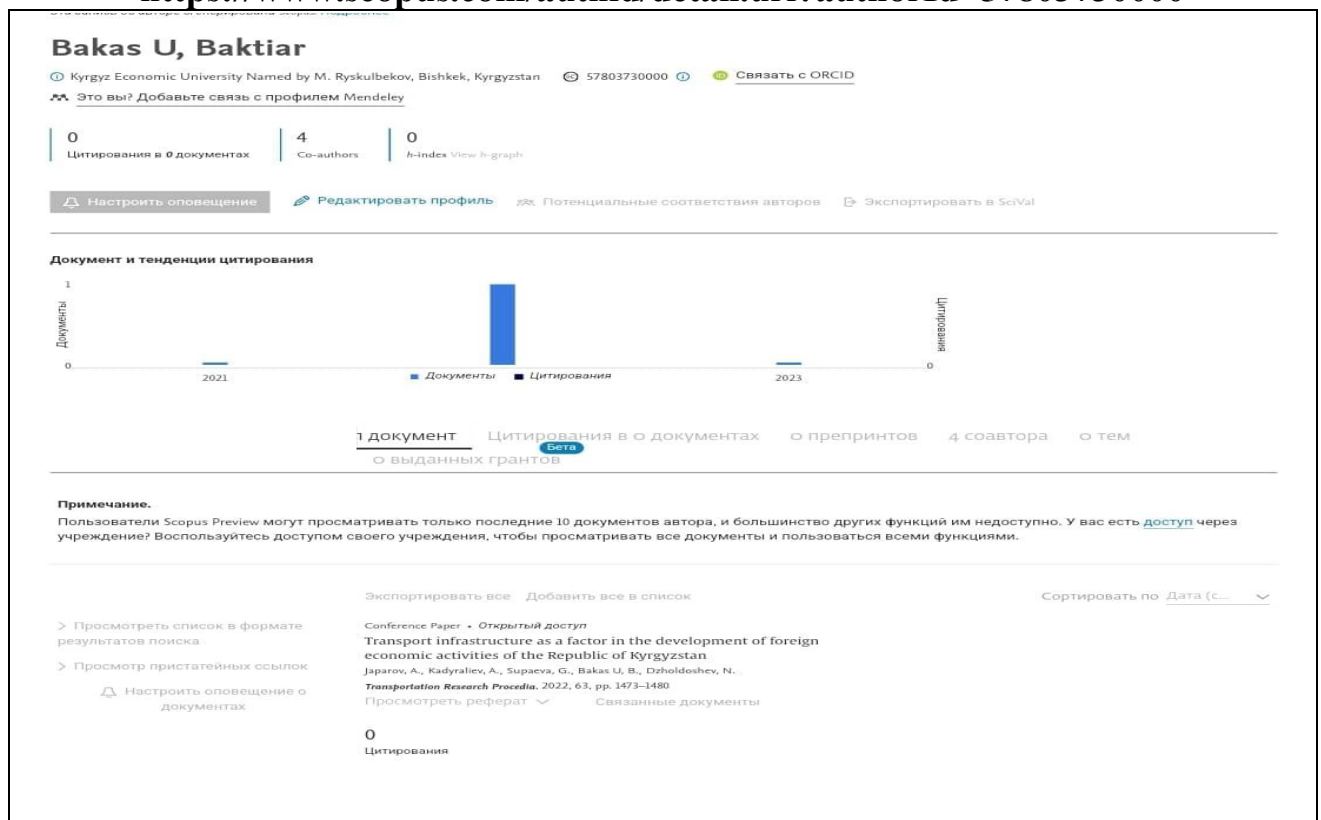 Bakas U, Baktiar
Kyrgyz Economic University Named by M. Ryskulbekov, Bishkek, Kyrgyzstan 57803730000 Связать с ORCID
Это вы? Добавьте связь с профилем Mendeley
0 4 0
Цитирования в 0 документах Co-authors h-index View h-graph
Настроить оповещение Редактировать профиль Потенциальные соответствия авторов Экспортировать в SciVal
Документ и тенденции цитирования
1
Документы
Цитирования
0 0
2021 Документы Цитирования 2023
1 документ Цитирования в 0 документах 0 препринтов 4 соавтора 0 тем
Бета
0 выданных грантов
Примечание.
Пользователи Scopus Preview могут просматривать только последние 10 документов автора, и большинство других функций им недоступно. У вас есть доступ через
учреждение? Воспользуйтесь доступом своего учреждения, чтобы просматривать все документы и пользоваться всеми функциями.
Экспортировать все Добавить все в список Сортировать по Дата (с...
> Просмотреть список в формате
результатов поиска
> Просмотр пристатейных ссылок
Настроить оповещение о
документах
Conference Paper • Открытый доступ
Transport infrastructure as a factor in the development of foreign
economic activities of the Republic of Kyrgyzstan
Japarov, A., Kadyraliev, A., Supaeva, G., Bakas U, B., Dzholdoshev, N.
Transportation Research Procedia, 2022, 63, pp. 1473–1480
Просмотреть реферат Связанные документы
0
Цитирования